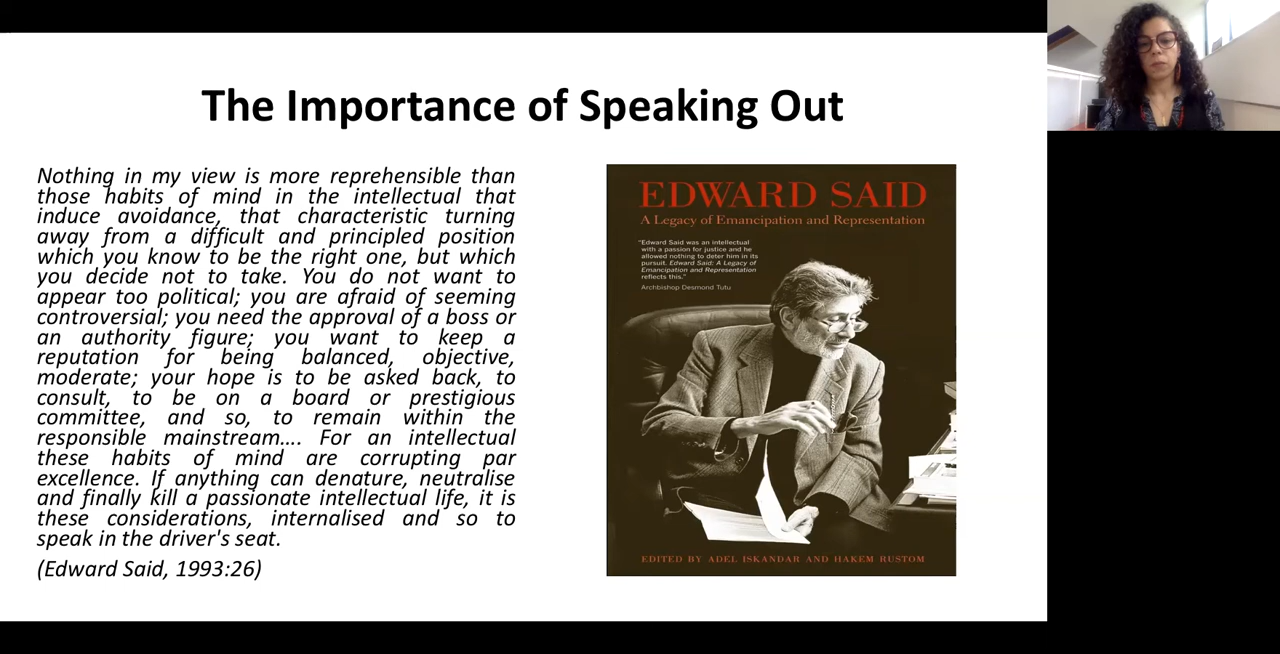 The Importance of Speaking Out
Nothing in my view is more reprehensible than
those habits of mind in the intellectual that
induce avoidance, that characteristic turning
away from a difficult and principled position
which you know to be the right one, but which
you decide not to take. You do not want to
appear too political; you are afraid of seeming
controversial; you need the approval of a boss or
an authority figure; you want to keep a
reputation for being balanced, objective,
moderate; your hope is to be asked back, to
consult, to be on a board or prestigious
committee, and so, to remain within the
responsible mainstream.... For an intellectual
these habits of mind are corrupting par
excellence. If anything can denature, neutralise
and finally kill a passionate intellectual life, it is
these considerations, internalised and so to
speak in the driver's seat.
(Edward Said, 1993:26)
EDWARD SAID
A Legacy of Emancipation and Representation
"Edward Said was an intellectual
with a passion for justice and he
allowed nothing to deter him in its
pursuit. Edward Said: A Legacy of
Emancipation and Representation
reflects this."
Archbishop Desmond Tutu
EDITED BY ADEL ISKANDAR AND HAKEM RUSTOM